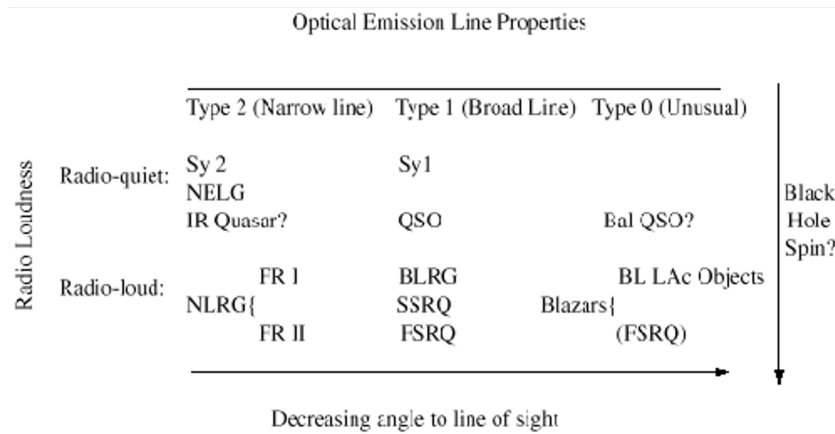 Optical Emission Line Properties
Type 2 (Narrow line) Type 1 (Broad Line) Type 0 (Unusual)
Radio Loudness
Radio-quiet:
Sy 2 Sy1
NELG
IR Quasar? QSO Bal QSO?
Black
Hole
Spin?
Radio-loud:
FR I BLRG BL LAc Objects
NLRG{ SSRQ Blazars{
FR II FSRQ (FSRQ)
Decreasing angle to line of sight